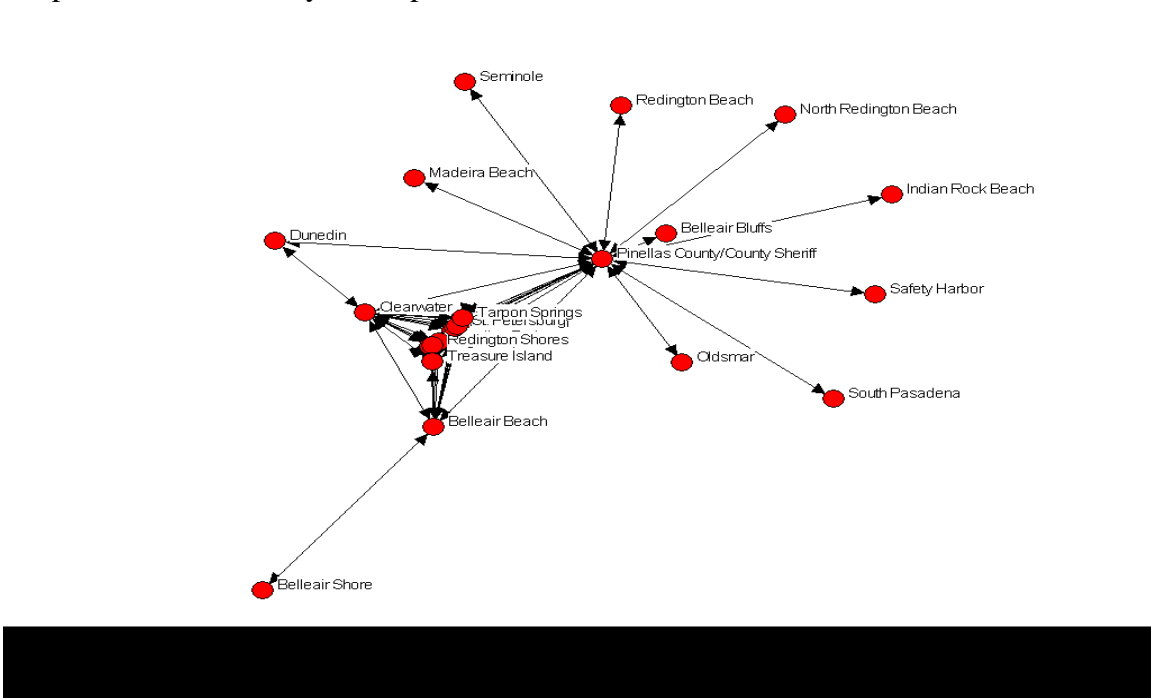 Seminole
Redington Beach
North Redington Beach
Madeira Beach
Indian Rock Beach
Belleair Bluffs
Dunedin
Pinellas County/County Sheriff
Safety Harbor
Clearwater
Tarpon Springs
St. Petersburg
Redington Shores
Treasure Island
Oldsmar
South Pasadena
Belleair Beach
Belleair Shore